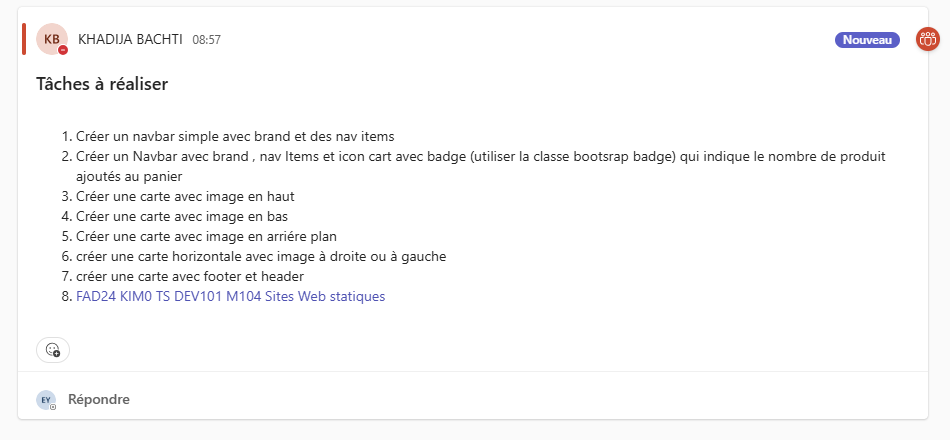 KB KHADIJA BACHTI 08:57 Nouveau
Tâches à réaliser
1. Créer un navbar simple avec brand et des nav items
2. Créer un Navbar avec brand , nav Items et icon cart avec badge (utiliser la classe bootsrap badge) qui indique le nombre de produit
ajoutés au panier
3. Créer une carte avec image en haut
4. Créer une carte avec image en bas
5. Créer une carte avec image en arriére plan
6. créer une carte horizontale avec image à droite ou à gauche
7. créer une carte avec footer et header
8. FAD24 KIM0 TS DEV101 M104 Sites Web statiques
EY Répondre